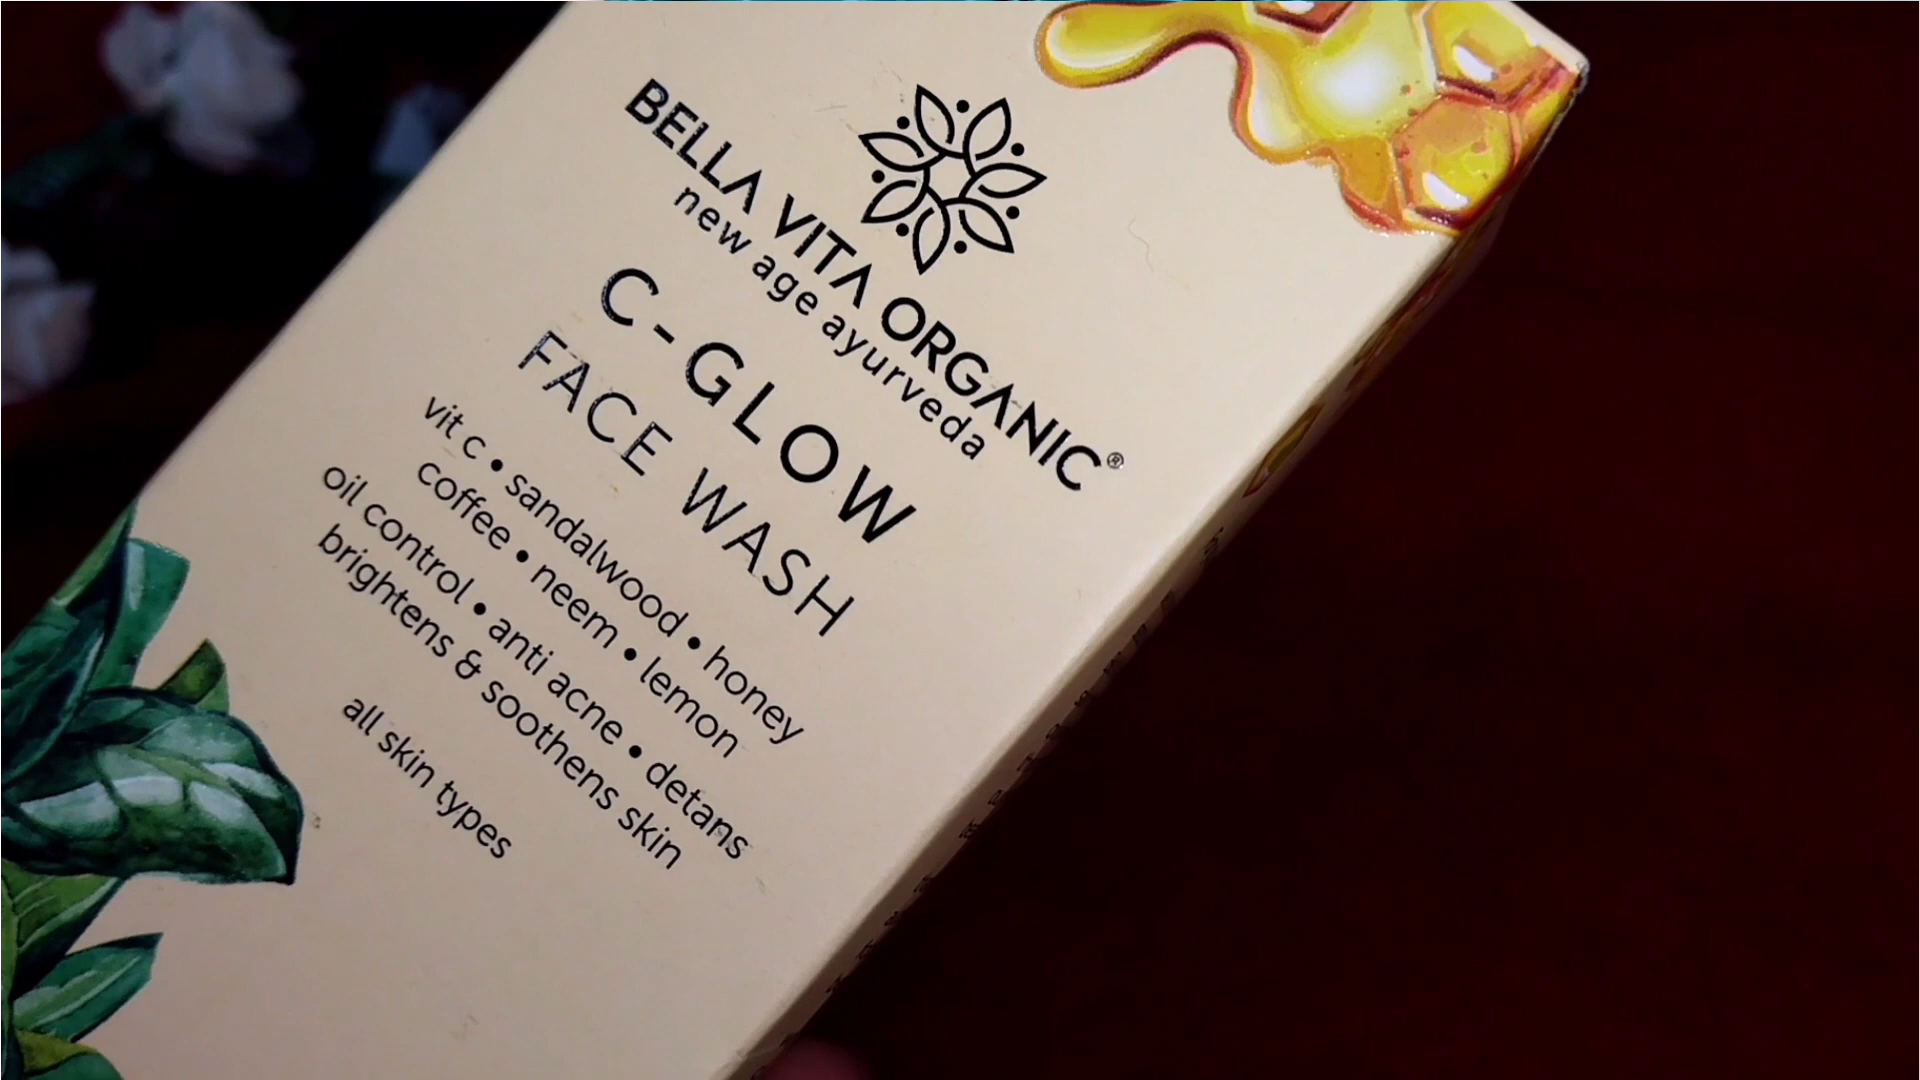 BELLA VITA ORGANIC®
new age ayurveda
C-GLOW
FACE WASH
vit c • sandalwood • honey
coffee • neem • lemon
oil control • anti acne • detans
brightens & soothens skin
all skin types